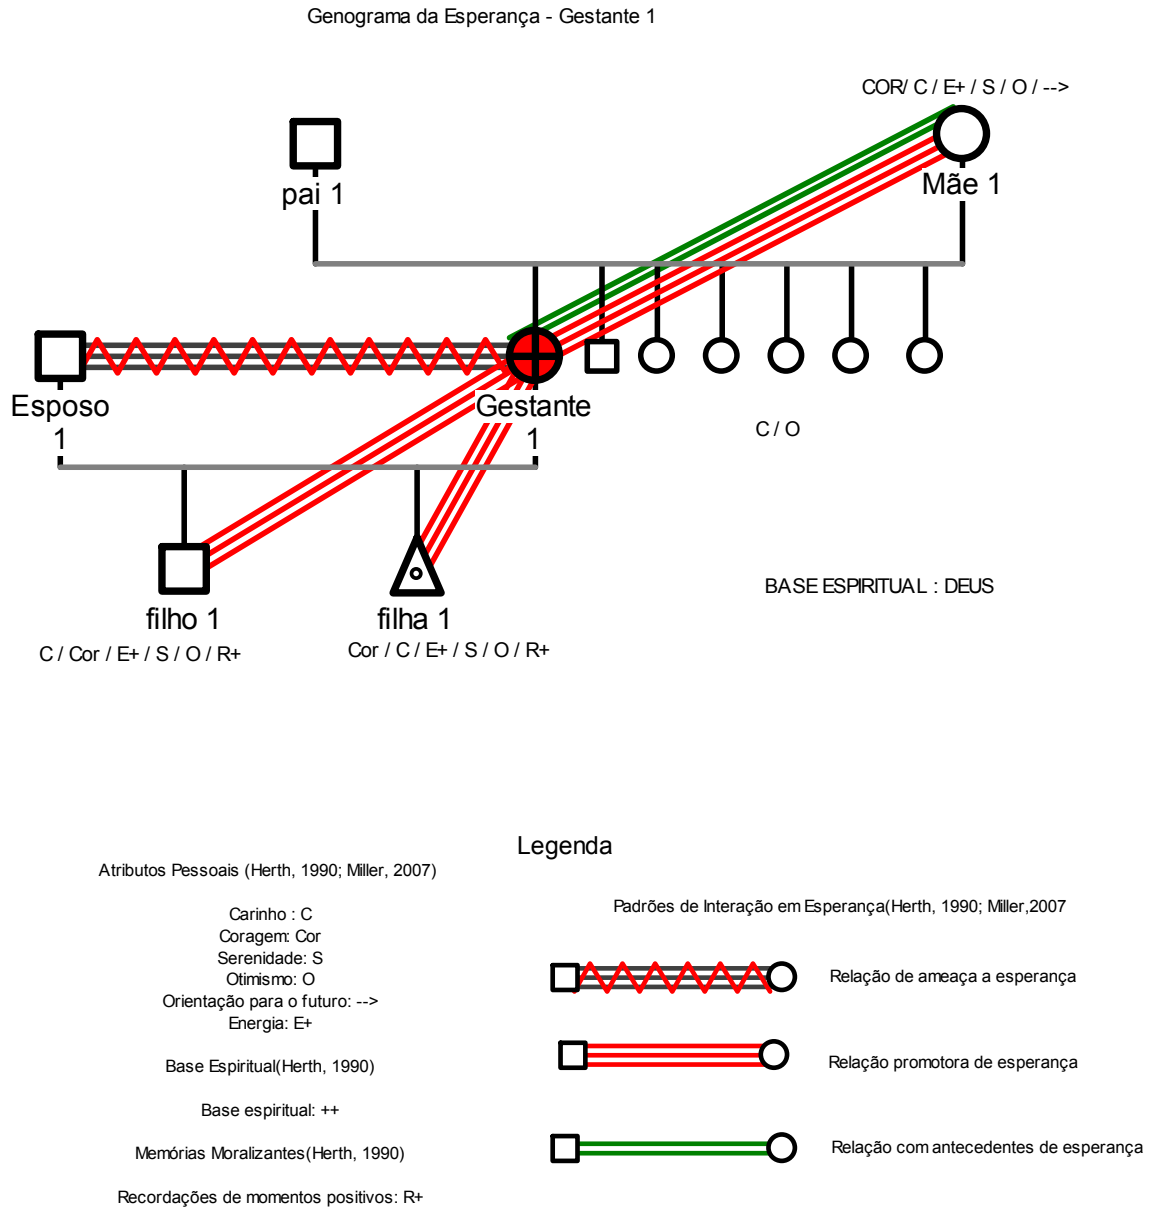 Genograma da Esperança - Gestante 1
COR/ C / E+ / S / O / -->
pai 1
Mãe 1
Esposo
1
Gestante
1
C / O
BASE ESPIRITUAL : DEUS
filho 1
C / Cor / E+ / S / O / R+
filha 1
Cor / C / E+ / S / O / R+
Legenda
Atributos Pessoais (Herth, 1990; Miller, 2007)
Carinho : C
Coragem: Cor
Serenidade: S
Otimismo: O
Orientação para o futuro: -->
Energia: E+
Base Espiritual(Herth, 1990)
Base espiritual: ++
Memórias Moralizantes(Herth, 1990)
Recordações de momentos positivos: R+
Padrões de Interação em Esperança(Herth, 1990; Miller,2007
Relação de ameaça a esperança
Relação promotora de esperança
Relação com antecedentes de esperança